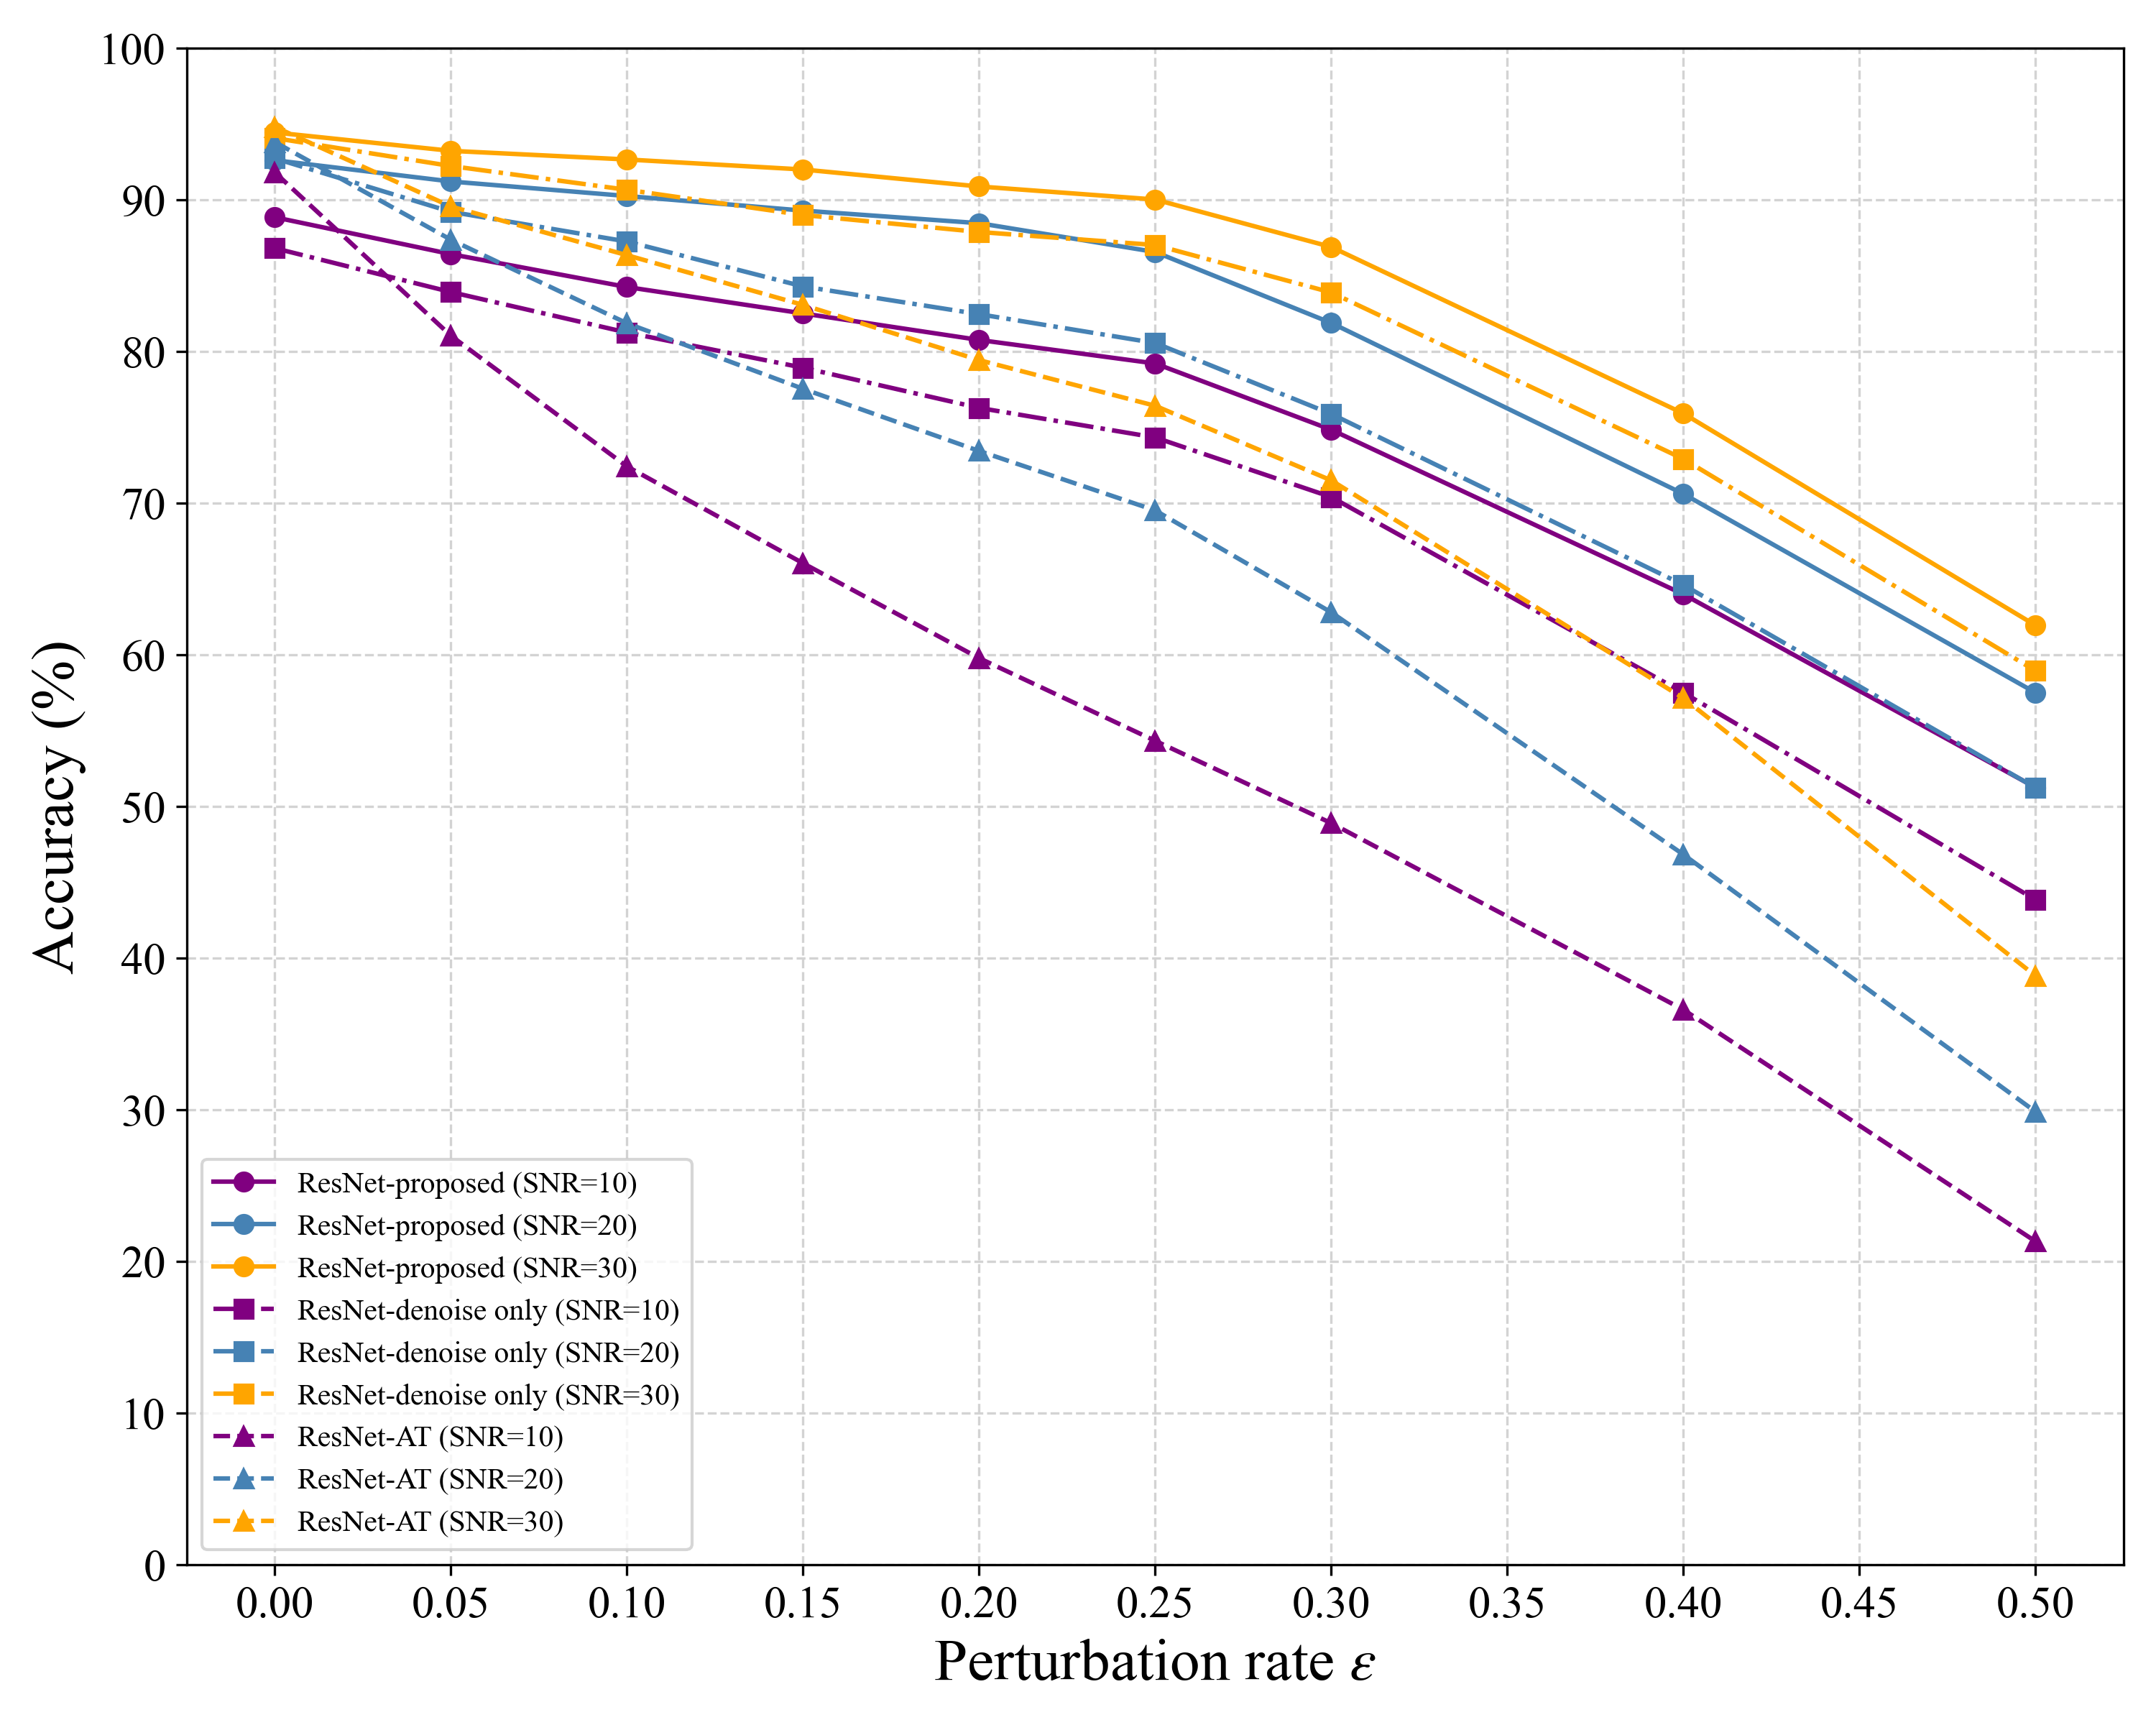 100
90
80
70
60
50
40
30
20
10
0
Accuracy (%)
ResNet-proposed (SNR=10)
ResNet-proposed (SNR=20)
ResNet-proposed (SNR=30)
ResNet-denoise only (SNR=10)
ResNet-denoise only (SNR=20)
ResNet-denoise only (SNR=30)
ResNet-AT (SNR=10)
ResNet-AT (SNR=20)
ResNet-AT (SNR=30)
0.00 0.05 0.10 0.15 0.20 0.25 0.30 0.35 0.40 0.45 0.50
Perturbation rate ε